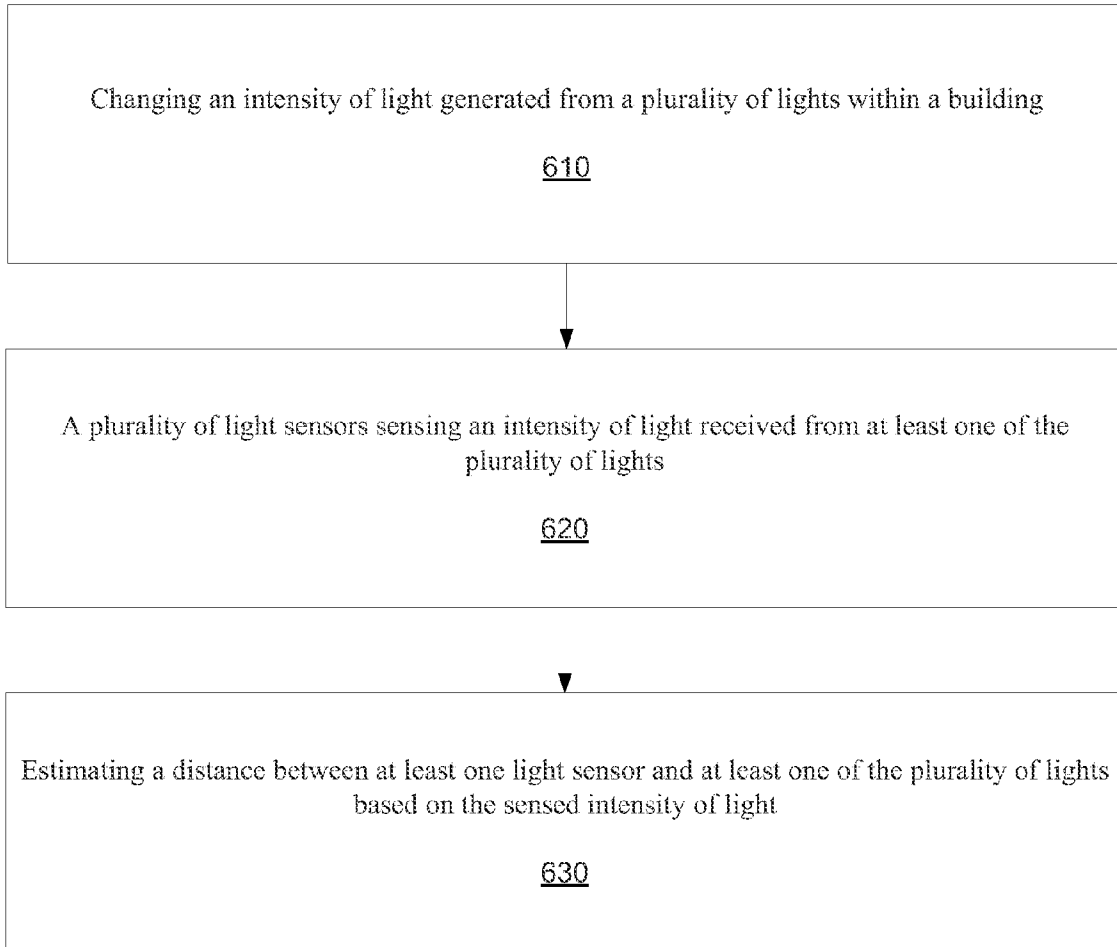 Changing an intensity of light generated from a plurality of lights within a building
610
A plurality of light sensors sensing an intensity of light received from at least one of the
plurality of lights
620
Estimating a distance between at least one light sensor and at least one of the plurality of lights
based on the sensed intensity of light
630